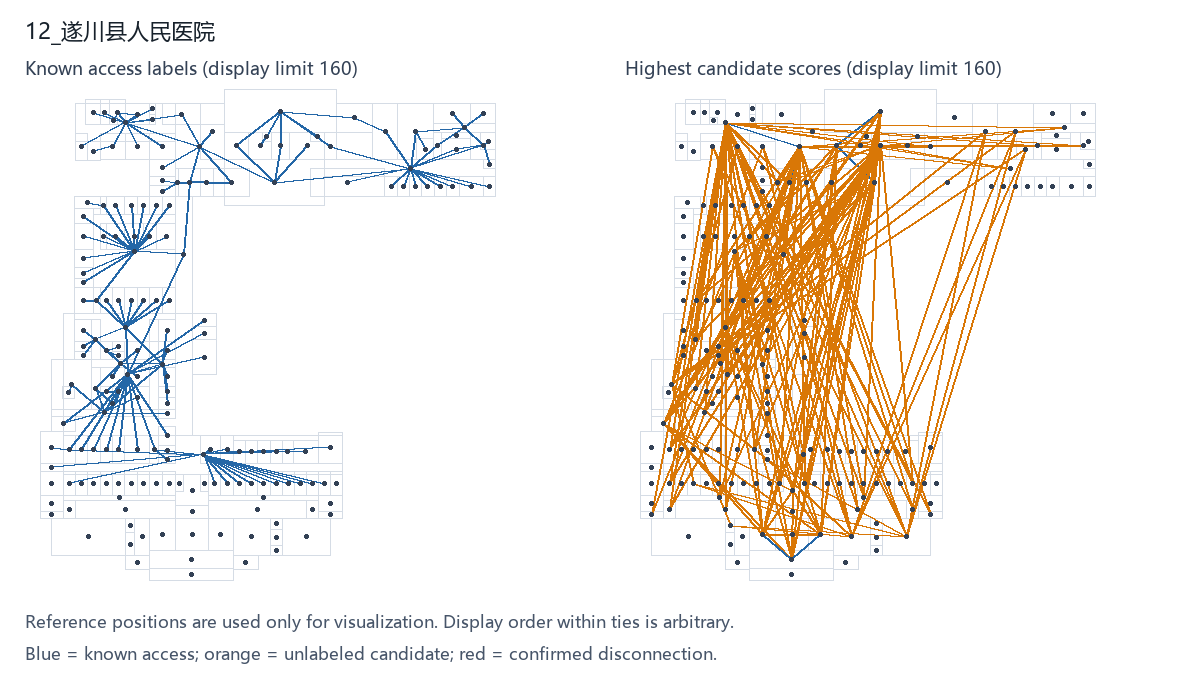 12_遂川县人民医院
Known access labels (display limit 160)
Highest candidate scores (display limit 160)
Reference positions are used only for visualization. Display order within ties is arbitrary.
Blue = known access; orange = unlabeled candidate; red = confirmed disconnection.